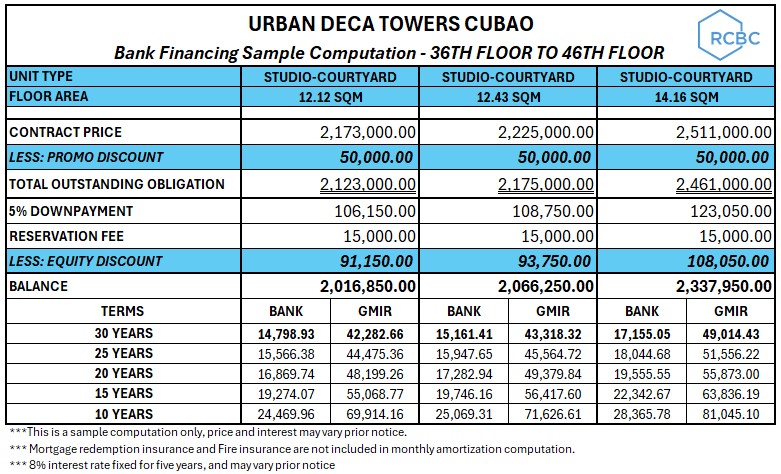 URBAN DECA TOWERS CUBAO
RCBC
Bank Financing Sample Computation - 36TH FLOOR TO 46TH FLOOR
UNIT TYPE STUDIO-COURTYARD STUDIO-COURTYARD STUDIO-COURTYARD
FLOOR AREA 12.12 SQM 12.43 SQM 14.16 SQM
CONTRACT PRICE 2,173,000.00 2,225,000.00 2,511,000.00
LESS: PROMO DISCOUNT 50,000.00 50,000.00 50,000.00
TOTAL OUTSTANDING OBLIGATION 2,123,000.00 2,175,000.00 2,461,000.00
5% DOWNPAYMENT 106,150.00 108,750.00 123,050.00
RESERVATION FEE 15,000.00 15,000.00 15,000.00
LESS: EQUITY DISCOUNT 91,150.00 93,750.00 108,050.00
BALANCE 2,016,850.00 2,066,250.00 2,337,950.00
TERMS BANK GMIR BANK GMIR BANK GMIR
30 YEARS 14,798.93 42,282.66 15,161.41 43,318.32 17,155.05 49,014.43
25 YEARS 15,566.38 44,475.36 15,947.65 45,564.72 18,044.68 51,556.22
20 YEARS 16,869.74 48,199.26 17,282.94 49,379.84 19,555.55 55,873.00
15 YEARS 19,274.07 55,068.77 19,746.16 56,417.60 22,342.67 63,836.19
10 YEARS 24,469.96 69,914.16 25,069.31 71,626.61 28,365.78 81,045.10
***This is a sample computation only, price and interest may vary prior notice.
*** Mortgage redemption insurance and Fire insurance are not included in monthly amortization computation.
*** 8% interest rate fixed for five years, and may vary prior notice